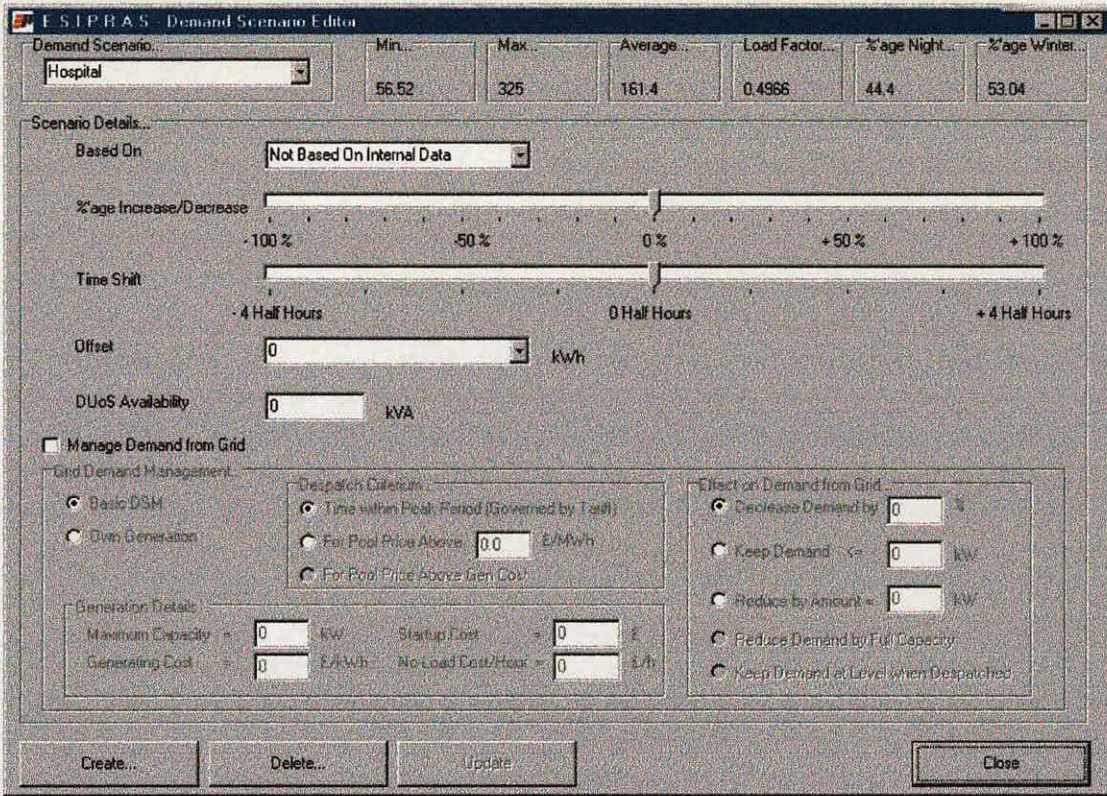 E S I P R A S - Demand Scenario Editor
Demand Scenario...
Hospital
Min...
56.52
Max...
325
Average...
161.4
Load Factor...
0.4966
%'age Night...
44.4
%'age Winter...
53.04
Scenario Details...
Based On
Not Based On Internal Data
%'age Increase/Decrease
- 100 % -50 % 0 % + 50 % + 100 %
Time Shift
- 4 Half Hours 0 Half Hours + 4 Half Hours
Offset
0 kWh
DUoS Availability
0 kVA
Manage Demand from Grid
Grid Demand Management...
Basic DSM
Own Generation
Despatch Criterium...
Time within Peak Period (Governed by Tariff)
For Pool Price Above 0.0 £/MWh
For Pool Price Above Gen Cost
Effect on Demand from Grid...
Decrease Demand by 0 %
Keep Demand <= 0 kW
Reduce by Amount = 0 kW
Reduce Demand by Full Capacity
Keep Demand at Level when Despatched
Generation Details...
Maximum Capacity = 0 kW Startup Cost = 0 £
Generating Cost = 0 £/kWh No Load Cost/Hour = 0 £/h
Create... Delete... Update Close